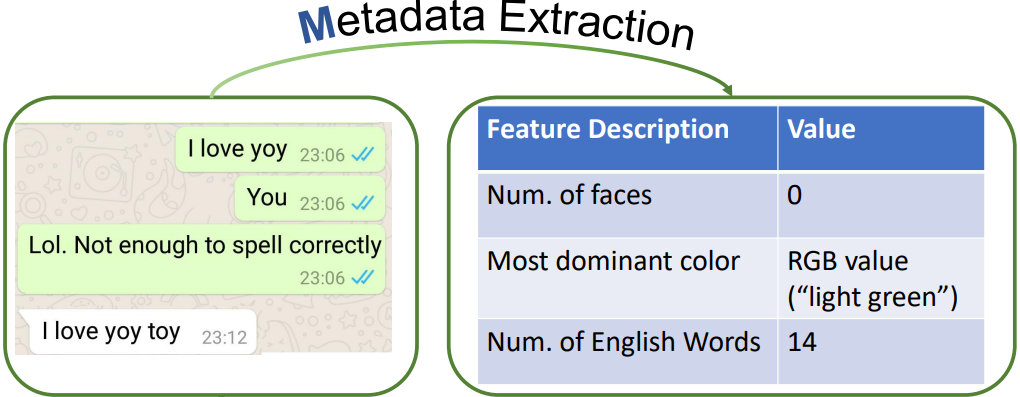 Metadata Extraction
I love yoy 23:06
You 23:06
Lol. Not enough to spell correctly
23:06
I love yoy toy 23:12
Feature Description Value
Num. of faces 0
Most dominant color RGB value
(“light green”)
Num. of English Words 14